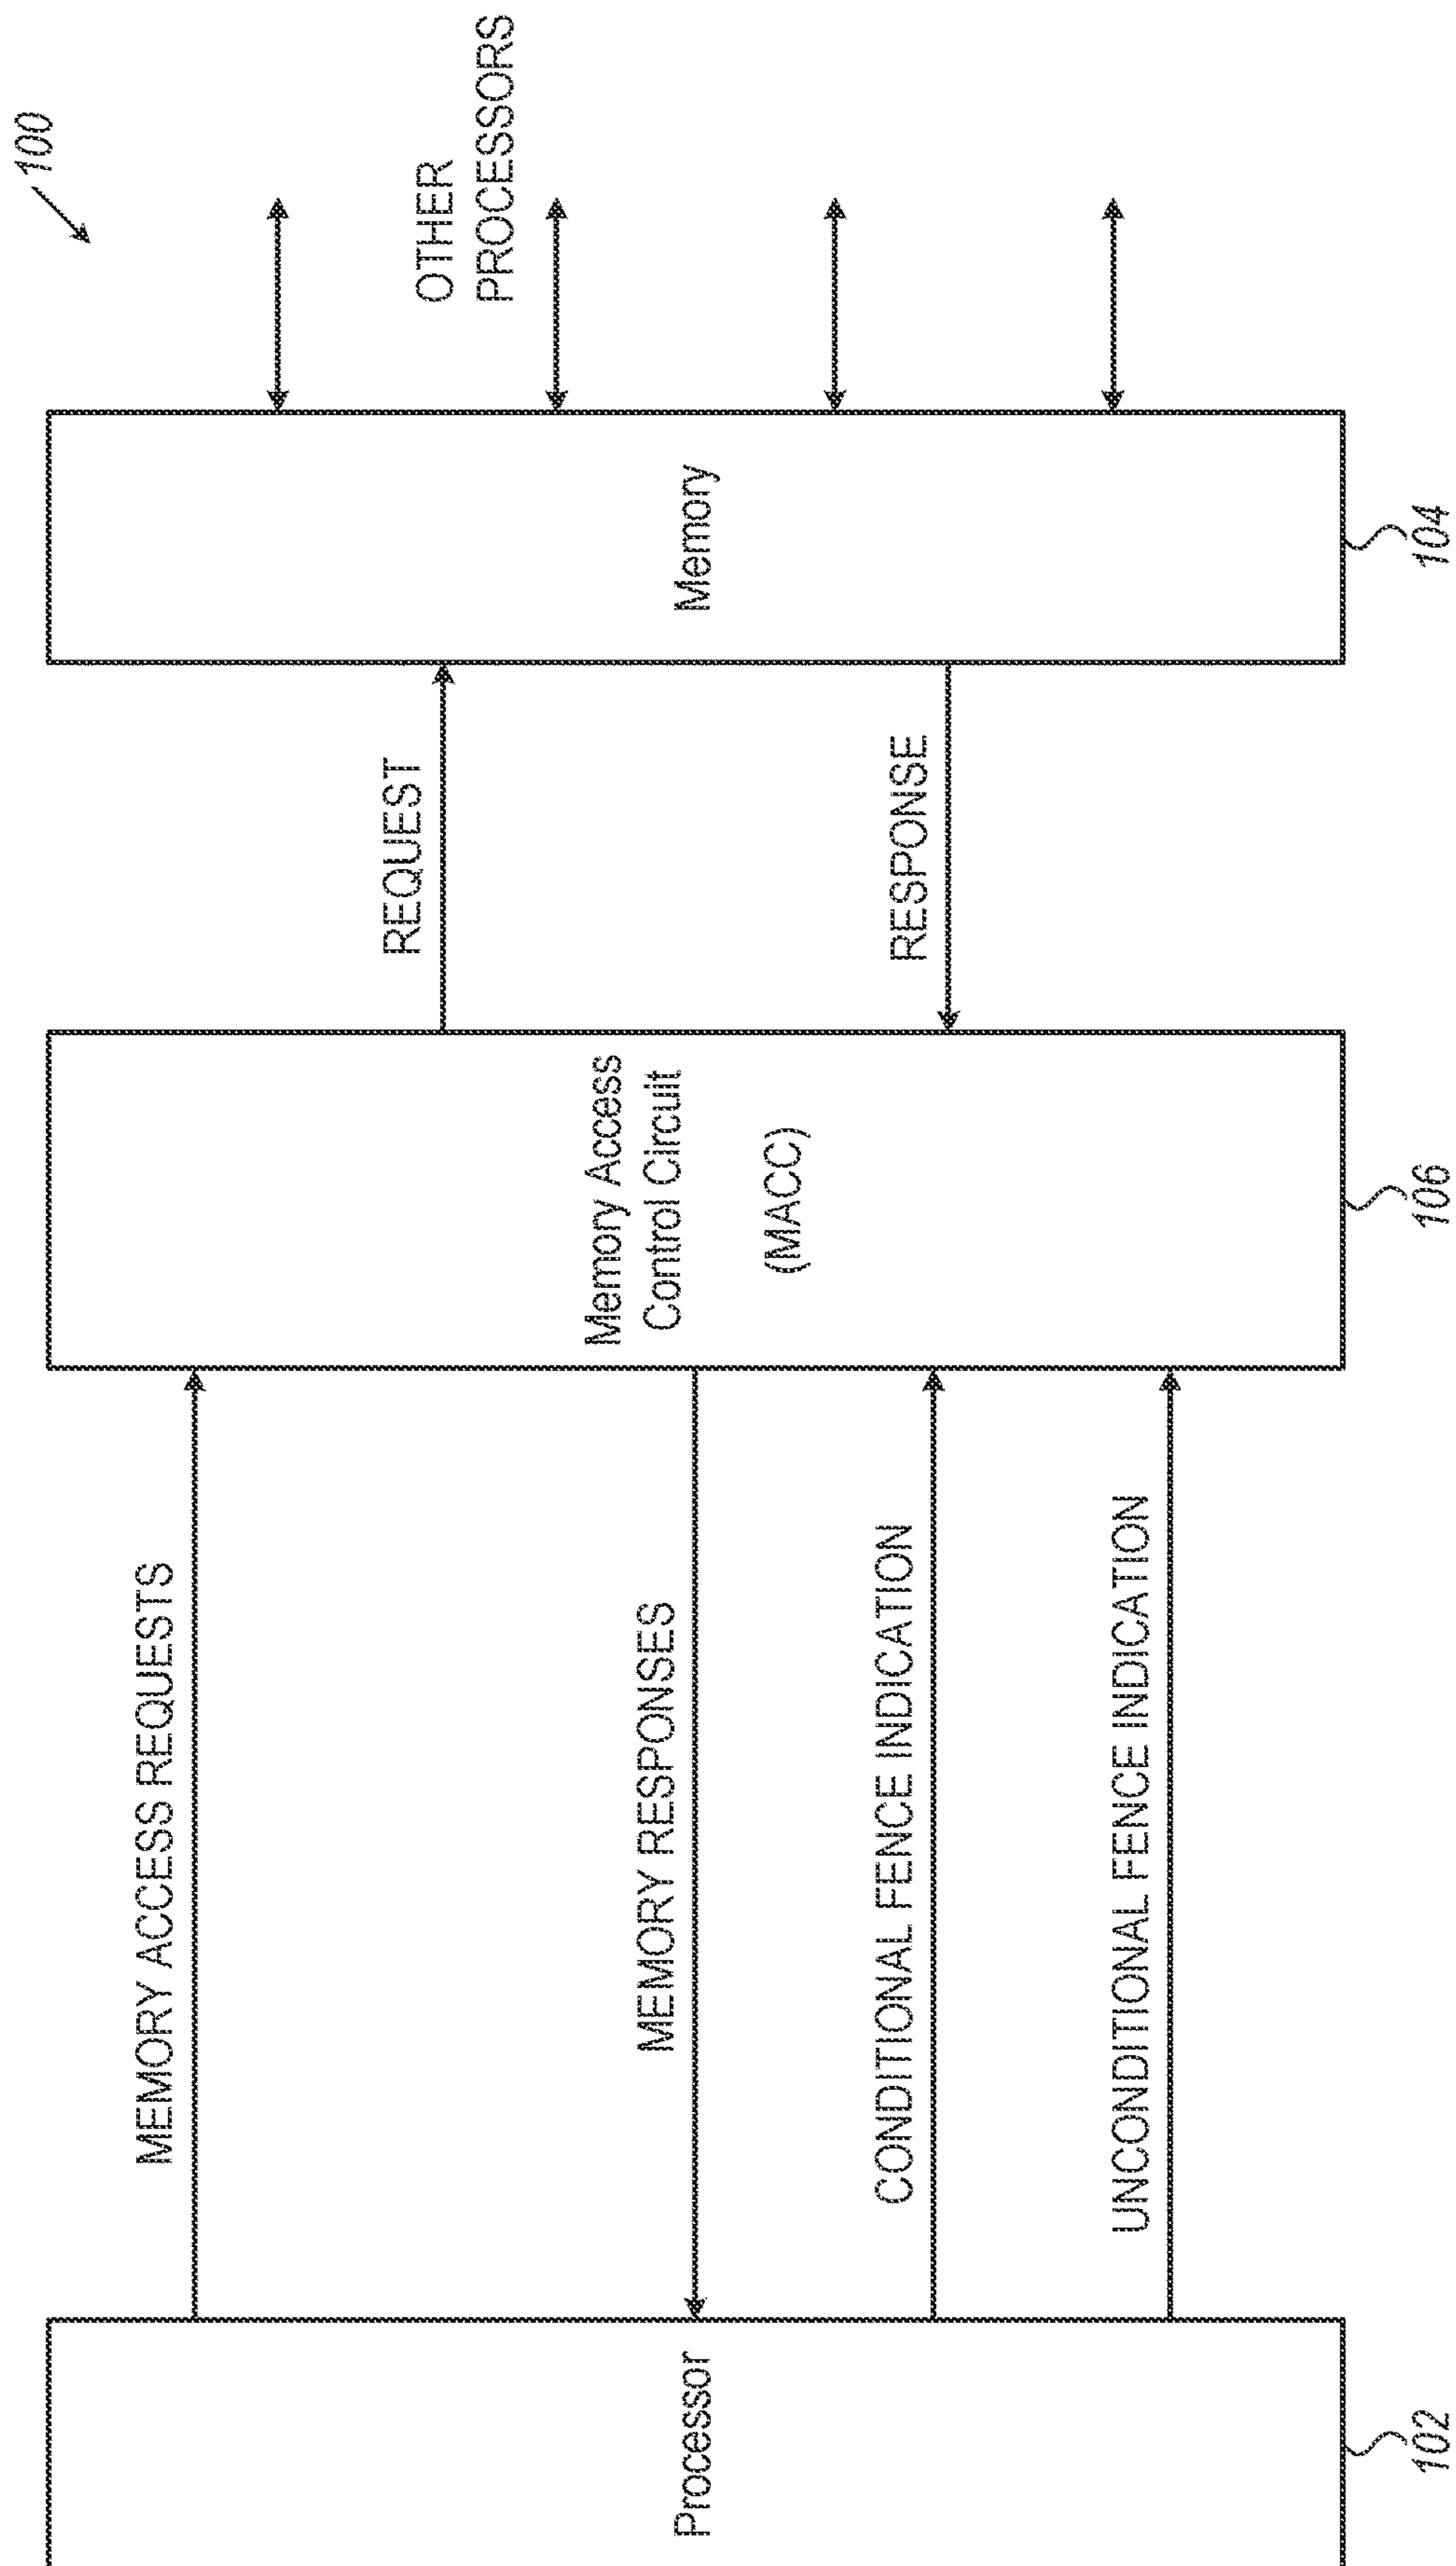 100
OTHER
PROCESSORS
MEMORY ACCESS REQUESTS
REQUEST
Processor
Memory Access
Control Circuit
(MACC)
Memory
MEMORY RESPONSES
RESPONSE
CONDITIONAL FENCE INDICATION
UNCONDITIONAL FENCE INDICATION
102
106
104